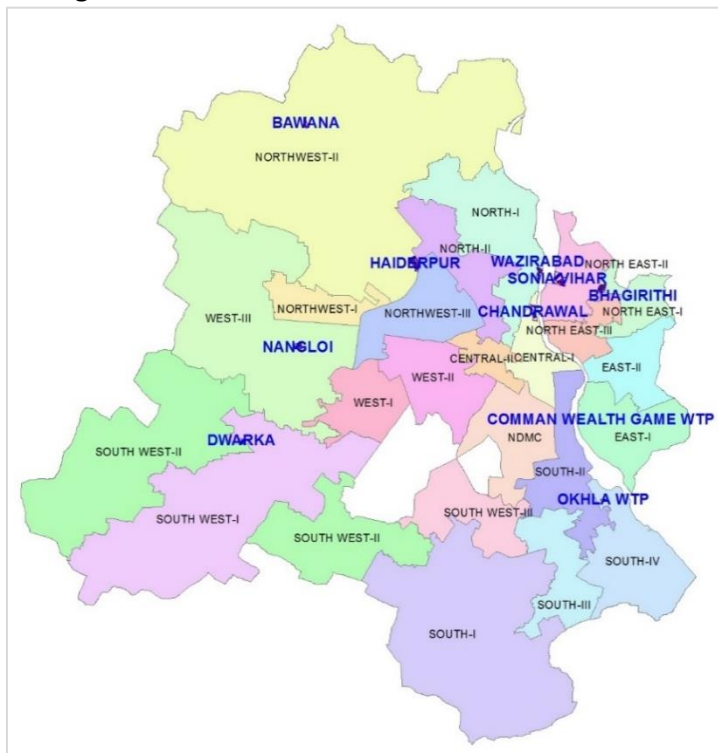 BAWANA
NORTHWEST-II
NORTH-I
NORTH-II
HAIDERPUR
WAZIRABAD
SONIA VIHAR
NORTH EAST-II
BHAGIRITHI
NORTHWEST-I
NORTHWEST-III
CHANDRAWAL
NORTH EAST-I
NORTH EAST-III
WEST-III
NANGLOI
CENTRAL-II
CENTRAL-I
WEST-II
EAST-II
WEST-I
COMMAN WEALTH GAME WTP
NDMC
EAST-I
DWARKA
SOUTH WEST-II
SOUTH-II
OKHLA WTP
SOUTH WEST-I
SOUTH WEST-III
SOUTH WEST-II
SOUTH-IV
SOUTH-III
SOUTH-I